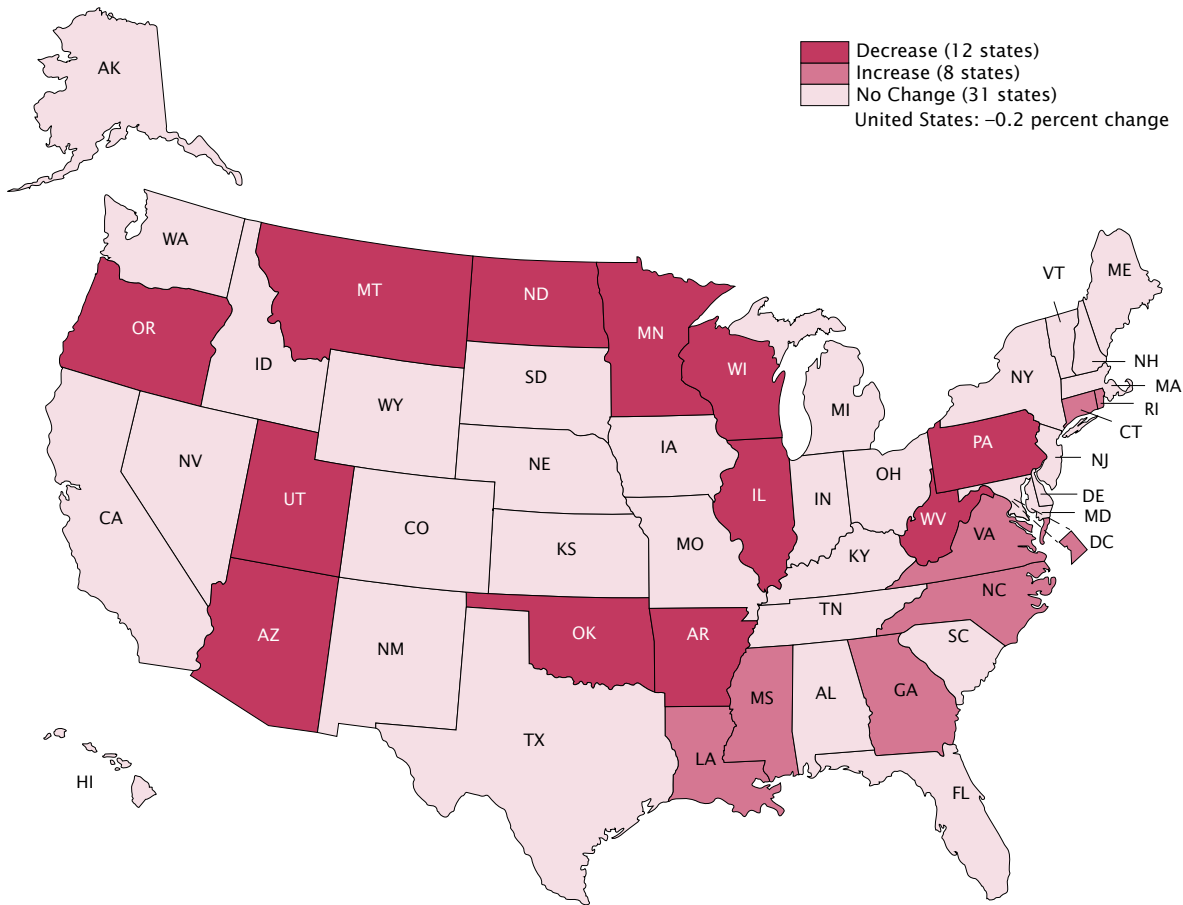 AK
Decrease (12 states)
Increase (8 states)
No Change (31 states)
United States: –0.2 percent change
WA
MT
ND
MN
VT
ME
OR
ID
SD
WI
NY
NH
MA
RI
CT
WY
MI
IA
PA
NJ
NV
NE
OH
DE
MD
DC
CA
UT
CO
IL
IN
WV
VA
KS
MO
KY
NC
AZ
NM
OK
AR
TN
SC
MS
AL
GA
TX
LA
HI
FL